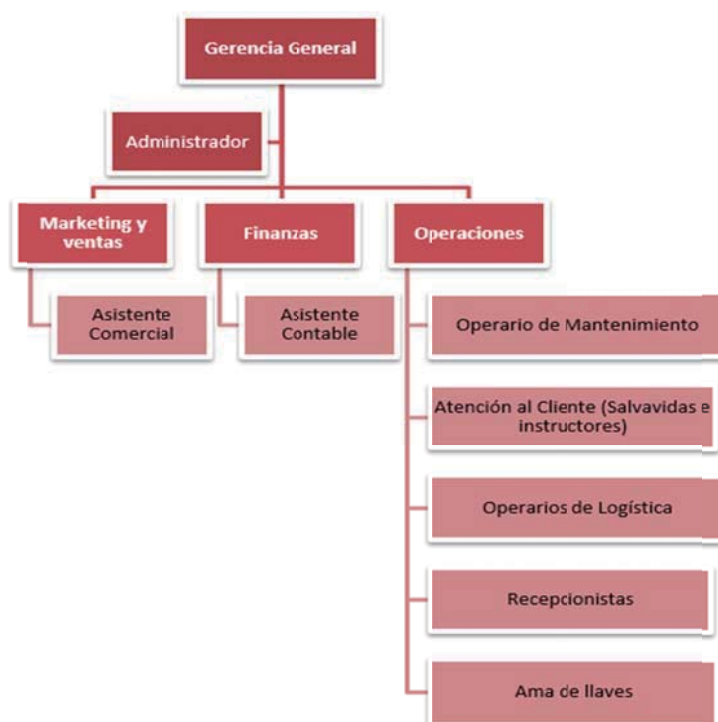 Gerencia General
Administrador
Marketing y
ventas
Finanzas
Operaciones
Asistente
Comercial
Asistente
Contable
Operario de Mantenimiento
Atención al Cliente (Salvavidas e
instructores)
Operarios de Logística
Recepcionistas
Ama de llaves